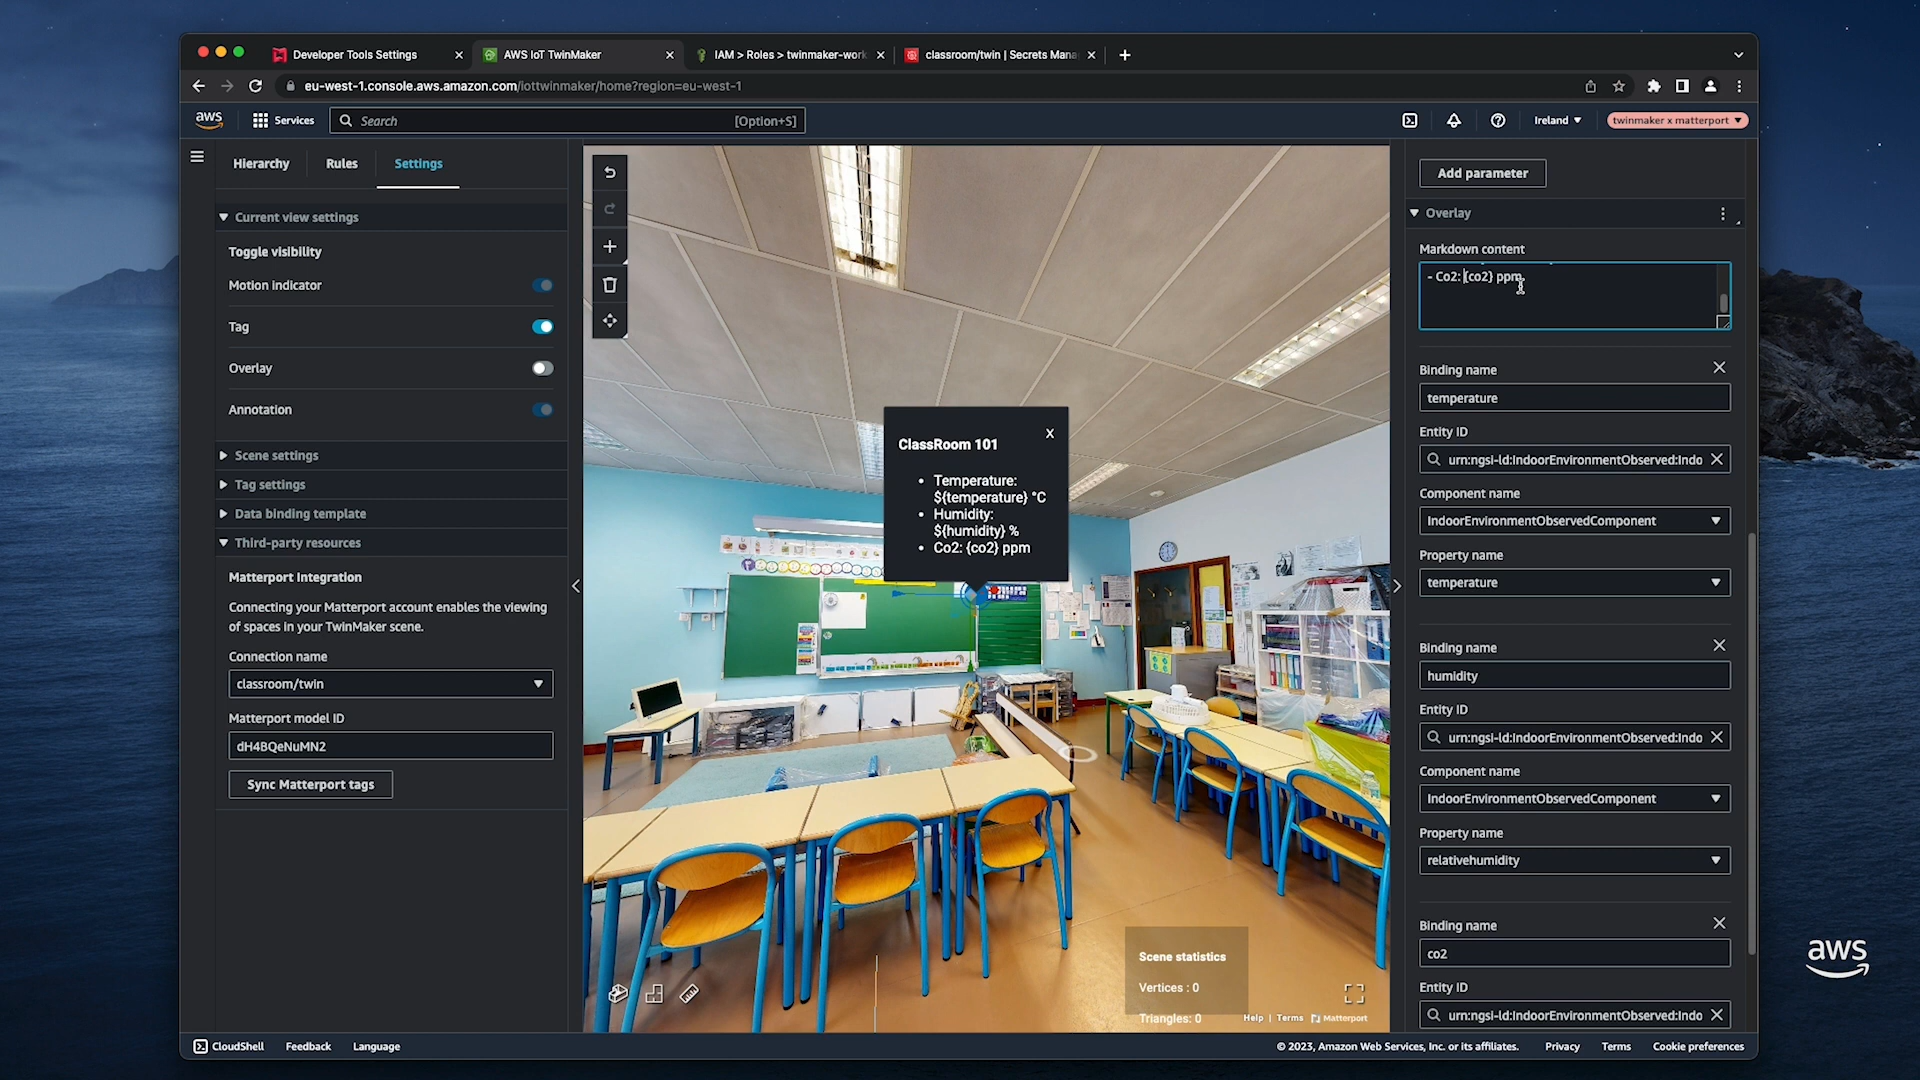 Developer Tools Settings
AWS IoT TwinMaker
IAM > Roles > twinmaker-work
classroom/twin | Secrets Mana
eu-west-1.console.aws.amazon.com/iottwinmaker/home?region=eu-west-1
aws
Services
Search
[Option+S]
Ireland
twinmaker x matterport
Hierarchy
Rules
Settings
Current view settings
Toggle visibility
Motion indicator
Tag
Overlay
Annotation
Scene settings
Tag settings
Data binding template
Third-party resources
Matterport Integration
Connecting your Matterport account enables the viewing
of spaces in your TwinMaker scene.
Connection name
classroom/twin
Matterport model ID
dH4BQeNuMN2
Sync Matterport tags
ClassRoom 101
X
• Temperature:
${temperature} °C
• Humidity:
${humidity} %
• Co2: {co2} ppm
Scene statistics
Vertices : 0
Triangles: 0
Help | Terms
Matterport
Add parameter
Overlay
Markdown content
- Co2: {co2} ppm
Binding name
temperature
Entity ID
urn:ngsi-ld:IndoorEnvironmentObserved:Indo
Component name
IndoorEnvironmentObservedComponent
Property name
temperature
Binding name
humidity
Entity ID
urn:ngsi-ld:IndoorEnvironmentObserved:Indo
Component name
IndoorEnvironmentObservedComponent
Property name
relativehumidity
Binding name
co2
Entity ID
urn:ngsi-ld:IndoorEnvironmentObserved:Indo
CloudShell
Feedback
Language
© 2023, Amazon Web Services, Inc. or its affiliates.
Privacy
Terms
Cookie preferences
aws